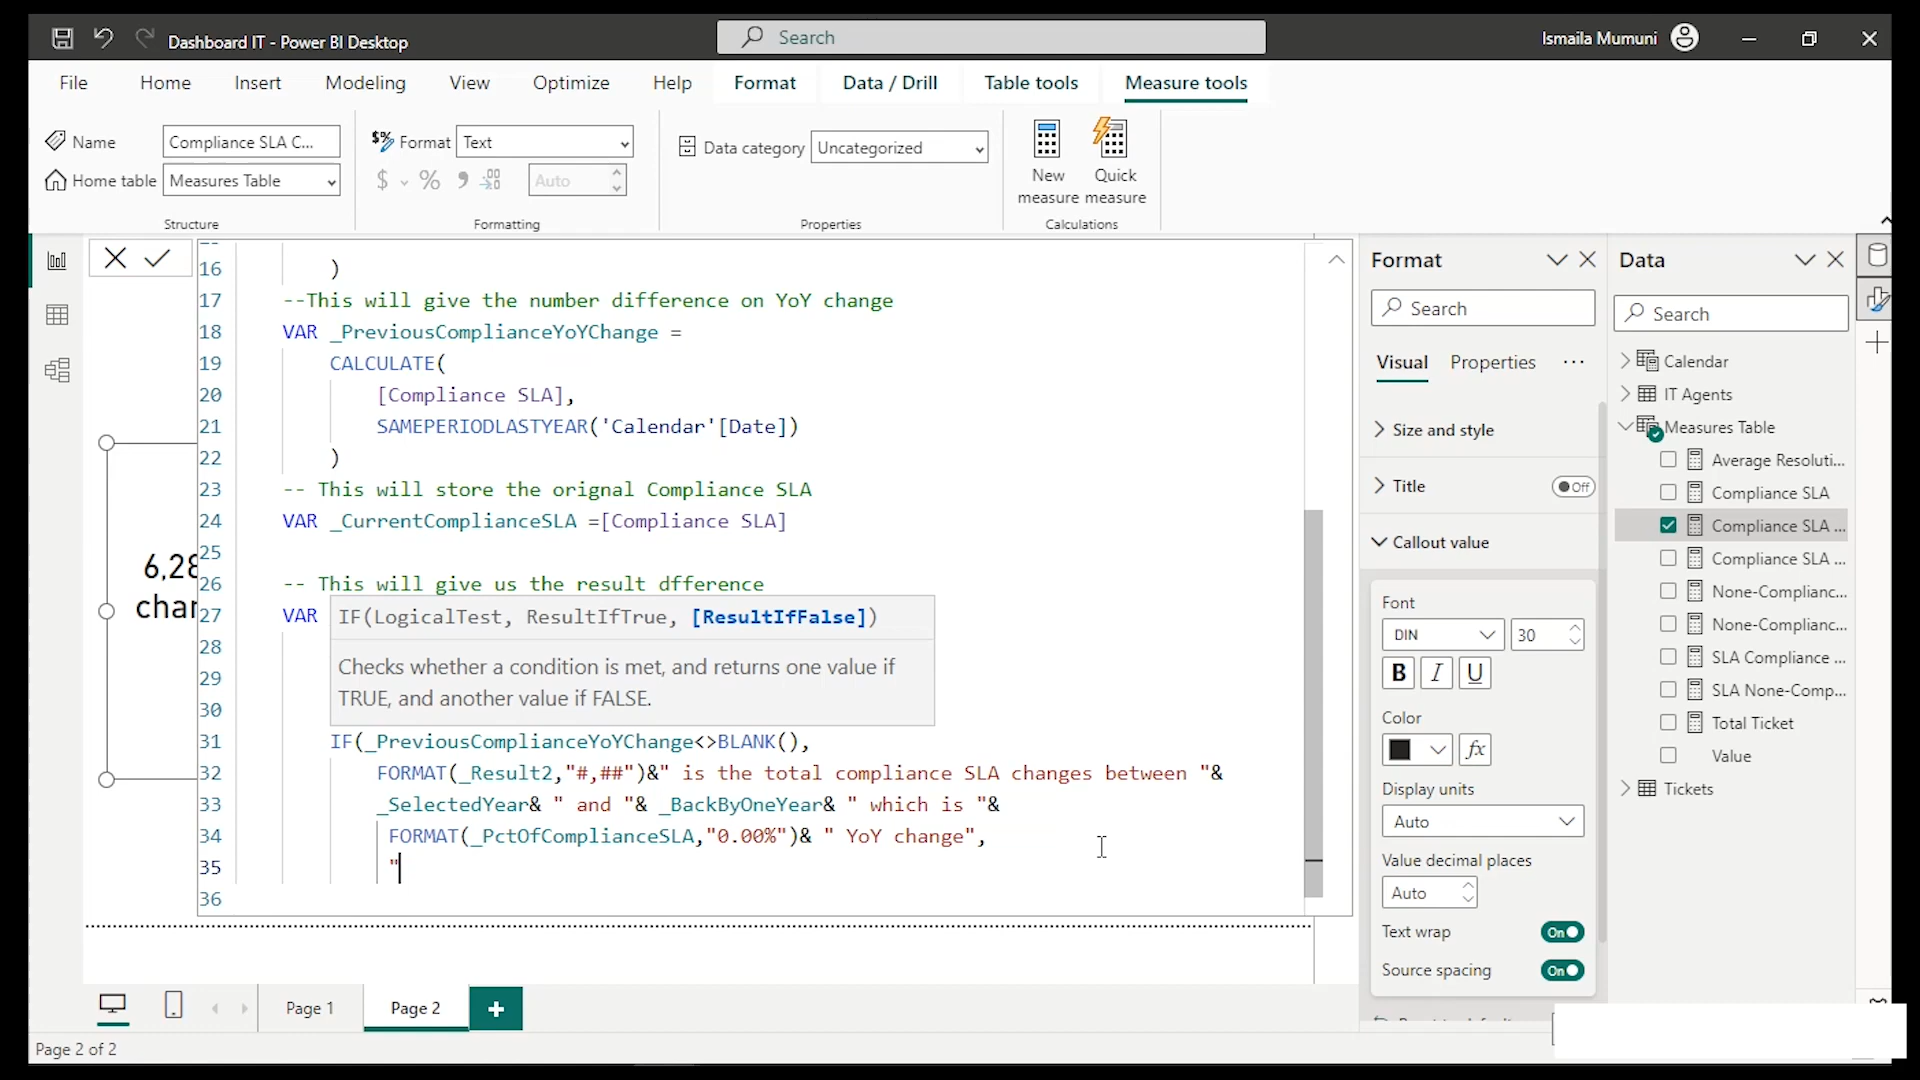 Dashboard IT - Power BI Desktop
Search
Ismaila Mumuni
File
Home
Insert
Modeling
View
Optimize
Help
Format
Data / Drill
Table tools
Measure tools
Name
Compliance SLA C...
Home table
Measures Table
Structure
Format
Text
$ % 9 .00
Auto
Formatting
Data category
Uncategorized
Properties
New measure
Quick measure
Calculations
16 )
17 --This will give the number difference on YoY change
18 VAR _PreviousComplianceYoYChange =
19 CALCULATE(
20 [Compliance SLA],
21 SAMEPERIODLASTYEAR('Calendar'[Date])
22 )
23 -- This will store the orignal Compliance SLA
24 VAR _CurrentComplianceSLA =[Compliance SLA]
25
26 -- This will give us the result dfference
27 VAR
IF(LogicalTest, ResultIfTrue, [ResultIfFalse])
Checks whether a condition is met, and returns one value if
TRUE, and another value if FALSE.
28
29
30
31 IF(_PreviousComplianceYoYChange<>BLANK(),
32 FORMAT(_Result2,"#,##")&" is the total compliance SLA changes between "&
33 _SelectedYear& " and "& _BackByOneYear& " which is "&
34 FORMAT(_PctOfComplianceSLA,"0.00%")& " YoY change",
35 "
36
6,28
char
Format
Search
Visual
Properties
...
Size and style
Title
Off
Callout value
Font
DIN
30
B
I
U
Color
fx
Display units
Auto
Value decimal places
Auto
Text wrap
On
Source spacing
On
Data
Search
Calendar
IT Agents
Measures Table
Average Resoluti...
Compliance SLA
Compliance SLA ...
Compliance SLA ...
None-Complianc...
None-Complianc...
SLA Compliance ...
SLA None-Comp...
Total Ticket
Value
Tickets
Page 1
Page 2
+
Page 2 of 2